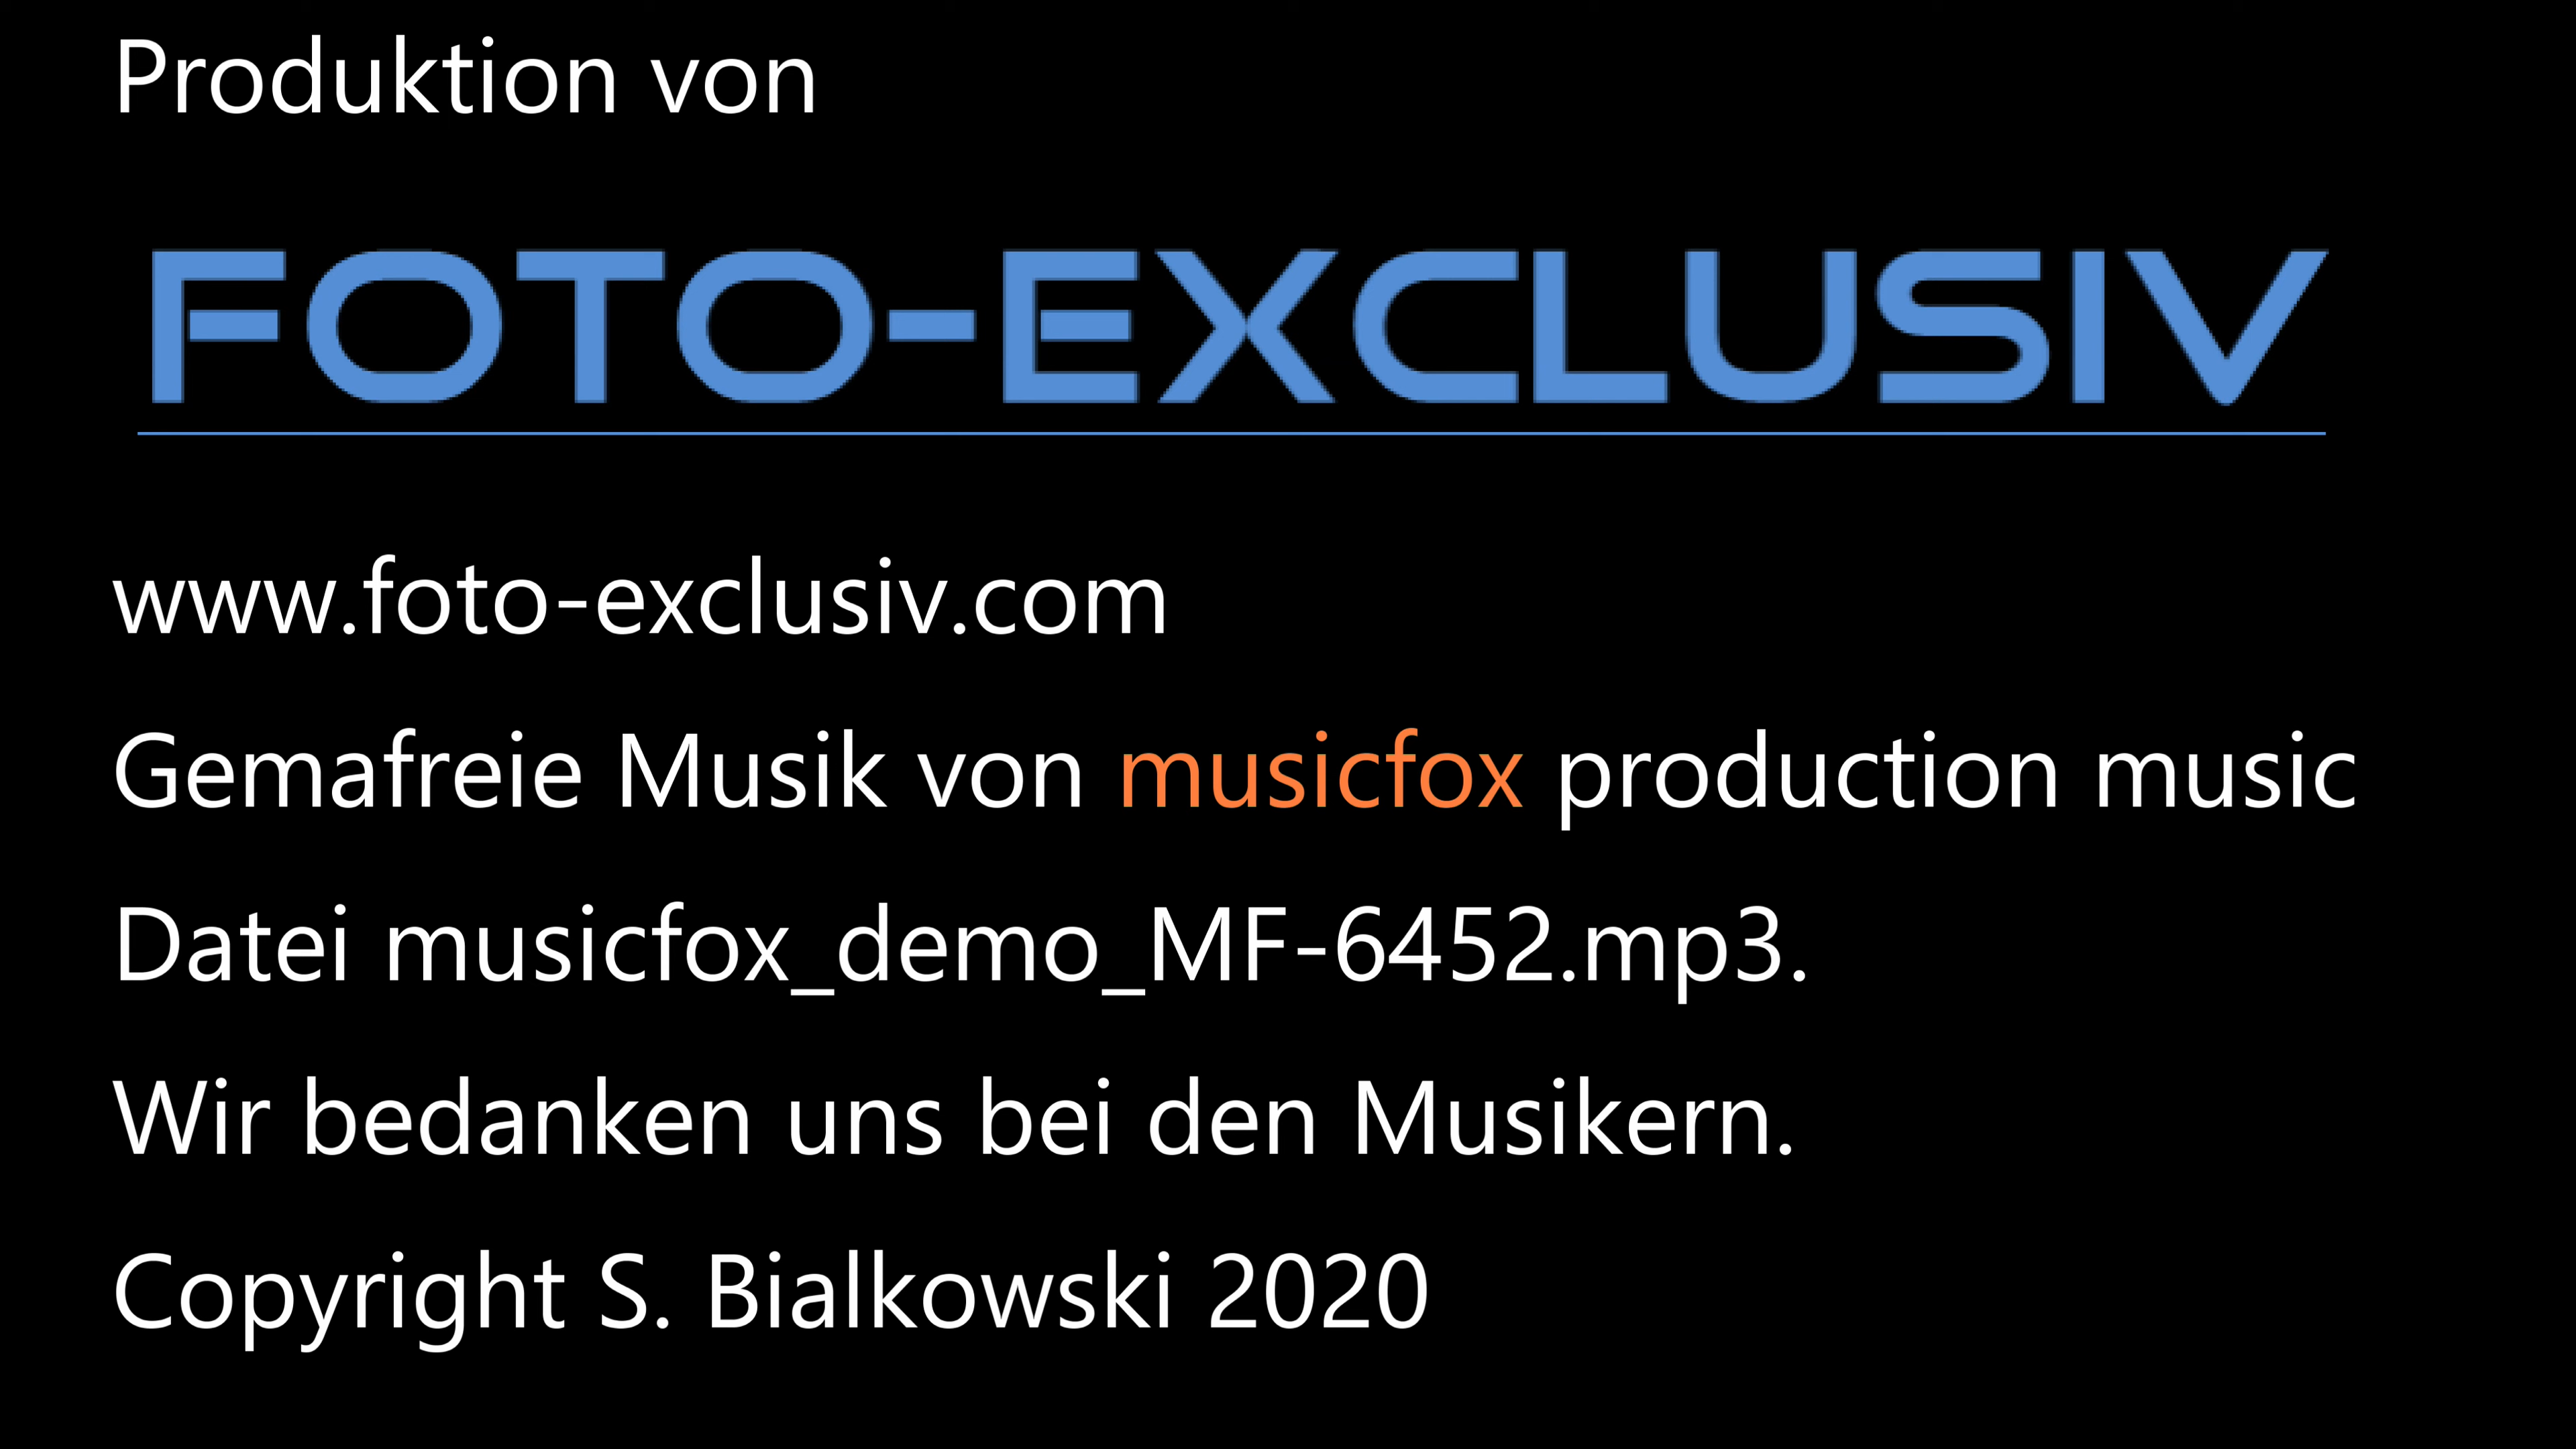 Produktion von
FOTO-EXCLUSIV
www.foto-exclusiv.com
Gemafreie Musik von musicfox production music
Datei musicfox_demo_MF-6452.mp3.
Wir bedanken uns bei den Musikern.
Copyright S. Bialkowski 2020